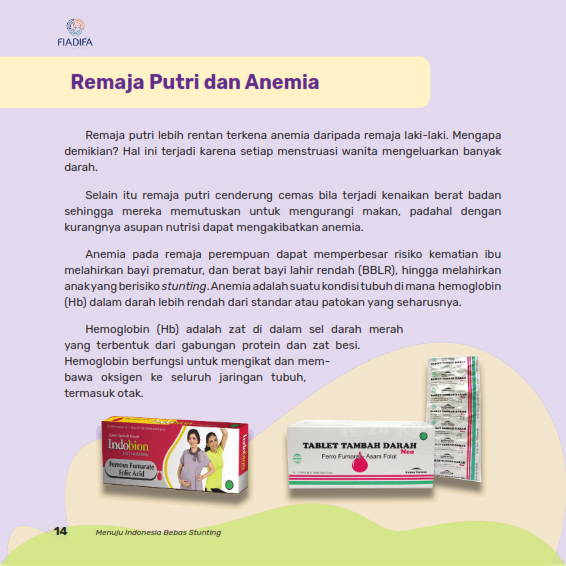 FIADIFA
Remaja Putri dan Anemia
Remaja putri lebih rentan terkena anemia daripada remaja laki-laki. Mengapa
demikian? Hal ini terjadi karena setiap menstruasi wanita mengeluarkan banyak
darah.
Selain itu remaja putri cenderung cemas bila terjadi kenaikan berat badan
sehingga mereka memutuskan untuk mengurangi makan, padahal dengan
kurangnya asupan nutrisi dapat mengakibatkan anemia.
Anemia pada remaja perempuan dapat memperbesar risiko kematian ibu
melahirkan bayi prematur, dan berat bayi lahir rendah (BBLR), hingga melahirkan
anak yang berisiko stunting. Anemia adalah suatu kondisi tubuh di mana hemoglobin
(Hb) dalam darah lebih rendah dari standar atau patokan yang seharusnya.
Hemoglobin (Hb) adalah zat di dalam sel darah merah
yang terbentuk dari gabungan protein dan zat besi.
Hemoglobin berfungsi untuk mengikat dan mem-
bawa oksigen ke seluruh jaringan tubuh,
termasuk otak.
Indobion
Ferrous Fumarate
Folic Acid
Indobion
TABLET TAMBAH DARAH
Neo
Ferro Fumarat Asam Folat
TABLET TAMBAH DARAH
14
Menuju Indonesia Bebas Stunting